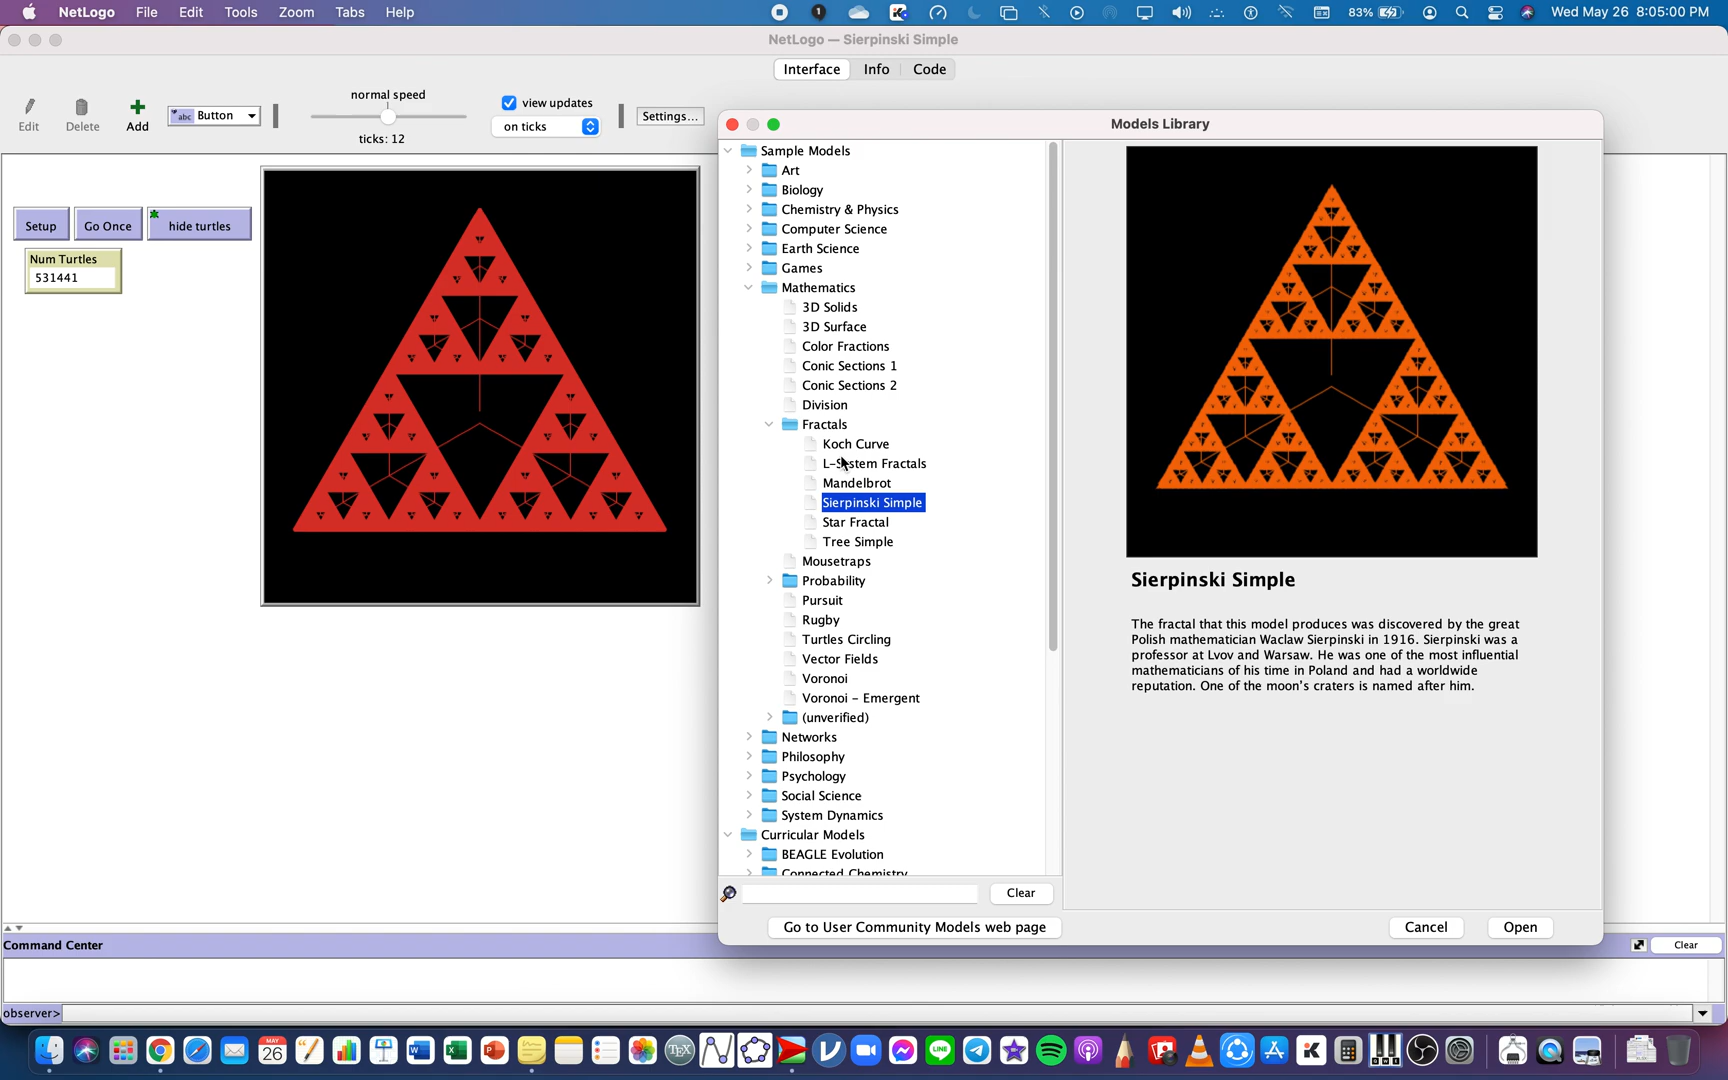 NetLogo File Edit Tools Zoom Tabs Help
1
83%
Wed May 26 8:05:00 PM
NetLogo — Sierpinski Simple
Interface Info Code
Edit
Delete
Add
abc Button
normal speed
ticks: 12
view updates
on ticks
Settings...
Setup
Go Once
hide turtles
Num Turtles
531441
Models Library
Sample Models
Art
Biology
Chemistry & Physics
Computer Science
Earth Science
Games
Mathematics
3D Solids
3D Surface
Color Fractions
Conic Sections 1
Conic Sections 2
Division
Fractals
Koch Curve
L-System Fractals
Mandelbrot
Sierpinski Simple
Star Fractal
Tree Simple
Mousetraps
Probability
Pursuit
Rugby
Turtles Circling
Vector Fields
Voronoi
Voronoi - Emergent
(unverified)
Networks
Philosophy
Psychology
Social Science
System Dynamics
Curricular Models
BEAGLE Evolution
Connected Chemistry
Clear
Go to User Community Models web page
Sierpinski Simple
The fractal that this model produces was discovered by the great
Polish mathematician Waclaw Sierpinski in 1916. Sierpinski was a
professor at Lvov and Warsaw. He was one of the most influential
mathematicians of his time in Poland and had a worldwide
reputation. One of the moon's craters is named after him.
Cancel
Open
Command Center
Clear
observer>
MAY
26
TEX
LINE